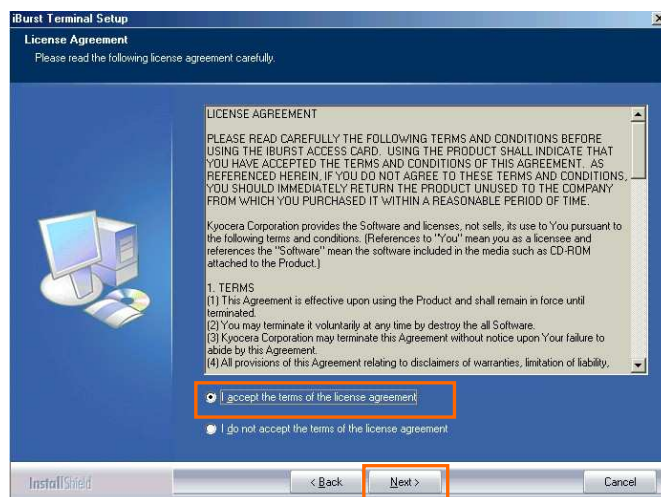 iBurst Terminal Setup
License Agreement
Please read the following license agreement carefully.
LICENSE AGREEMENT
PLEASE READ CAREFULLY THE FOLLOWING TERMS AND CONDITIONS BEFORE
USING THE IBURST ACCESS CARD. USING THE PRODUCT SHALL INDICATE THAT
YOU HAVE ACCEPTED THE TERMS AND CONDITIONS OF THIS AGREEMENT. AS
REFERENCED HEREIN, IF YOU DO NOT AGREE TO THESE TERMS AND CONDITIONS,
YOU SHOULD IMMEDIATELY RETURN THE PRODUCT UNUSED TO THE COMPANY
FROM WHICH YOU PURCHASED IT WITHIN A REASONABLE PERIOD OF TIME.
Kyocera Corporation provides the Software and licenses, not sells, its use to You pursuant to
the following terms and conditions. (References to "You" mean you as a licensee and
references the "Software" mean the software included in the media such as CD-ROM
attached to the Product.)
1. TERMS
(1) This Agreement is effective upon using the Product and shall remain in force until
terminated.
(2) You may terminate it voluntarily at any time by destroy the all Software.
(3) Kyocera Corporation may terminate this Agreement without notice upon Your failure to
abide by this Agreement.
(4) All provisions of this Agreement relating to disclaimers of warranties, limitation of liability,
I accept the terms of the license agreement
I do not accept the terms of the license agreement
InstallShield
< Back
Next >
Cancel